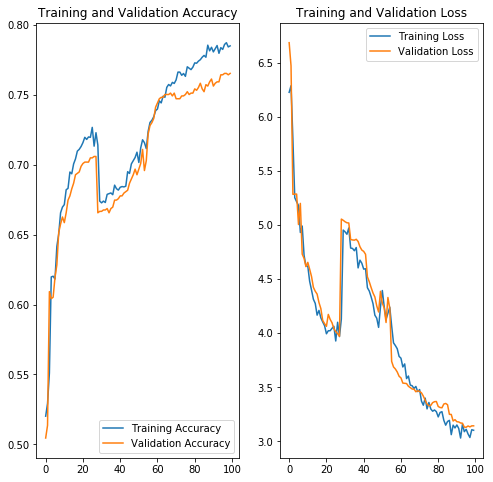 Training and Validation Accuracy
0.80
0.75
0.70
0.65
0.60
0.55
0.50
0 20 40 60 80 100
Training Accuracy
Validation Accuracy
Training and Validation Loss
Training Loss
Validation Loss
6.5
6.0
5.5
5.0
4.5
4.0
3.5
3.0
0 20 40 60 80 100